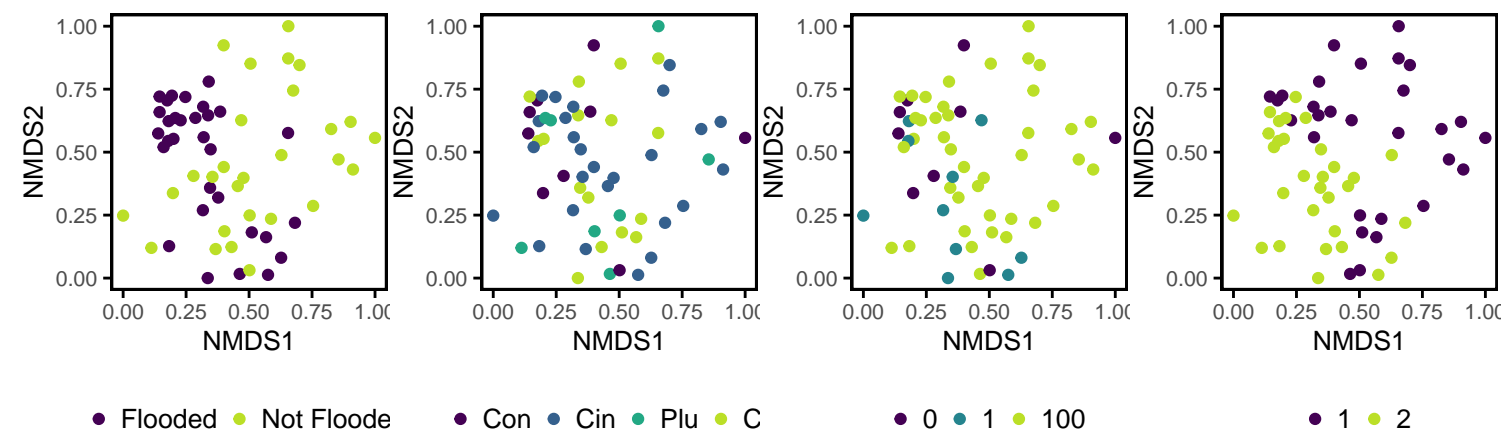 1.00 1.00 1.00 1.00
0.75 0.75 0.75 0.75
NMDS2 NMDS2 NMDS2 NMDS2
0.50 0.50 0.50 0.50
0.25 0.25 0.25 0.25
0.00 0.00 0.00 0.00
0.00 0.25 0.50 0.75 1.00 0.00 0.25 0.50 0.75 1.00 0.00 0.25 0.50 0.75 1.00 0.00 0.25 0.50 0.75 1.00
NMDS1 NMDS1 NMDS1 NMDS1
Flooded Not Floode Con Cin Plu C 0 1 100 1 2